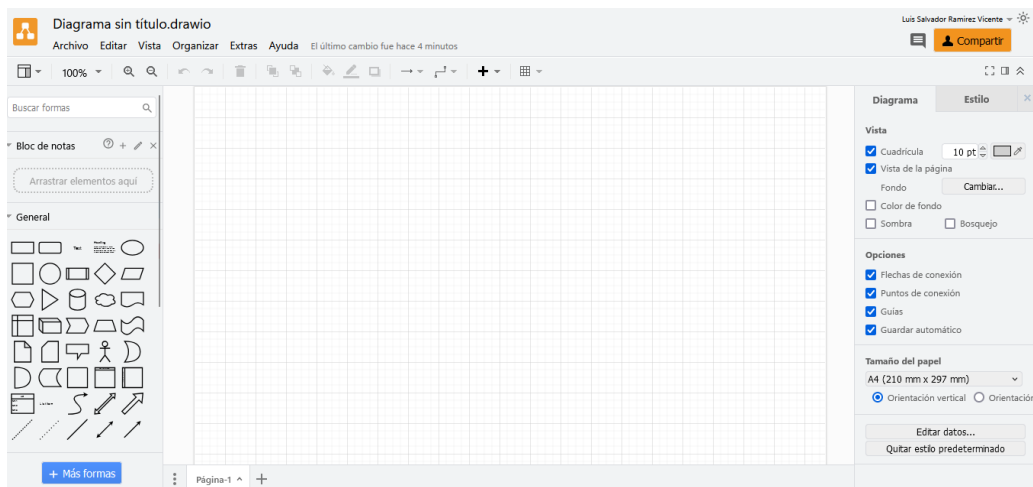 Diagrama sin título.drawio
Luis Salvador Ramirez Vicente
Archivo Editar Vista Organizar Extras Ayuda El último cambio fue hace 4 minutos
Compartir
100%
Buscar formas
Bloc de notas
Arrastrar elementos aquí
General
Text
Heading
+ Más formas
Página-1
Diagrama Estilo
Vista
Cuadrícula 10 pt
Vista de la página
Fondo Cambiar...
Color de fondo
Sombra Bosquejo
Opciones
Flechas de conexión
Puntos de conexión
Guías
Guardar automático
Tamaño del papel
A4 (210 mm x 297 mm)
Orientación vertical Orientación
Editar datos...
Quitar estilo predeterminado